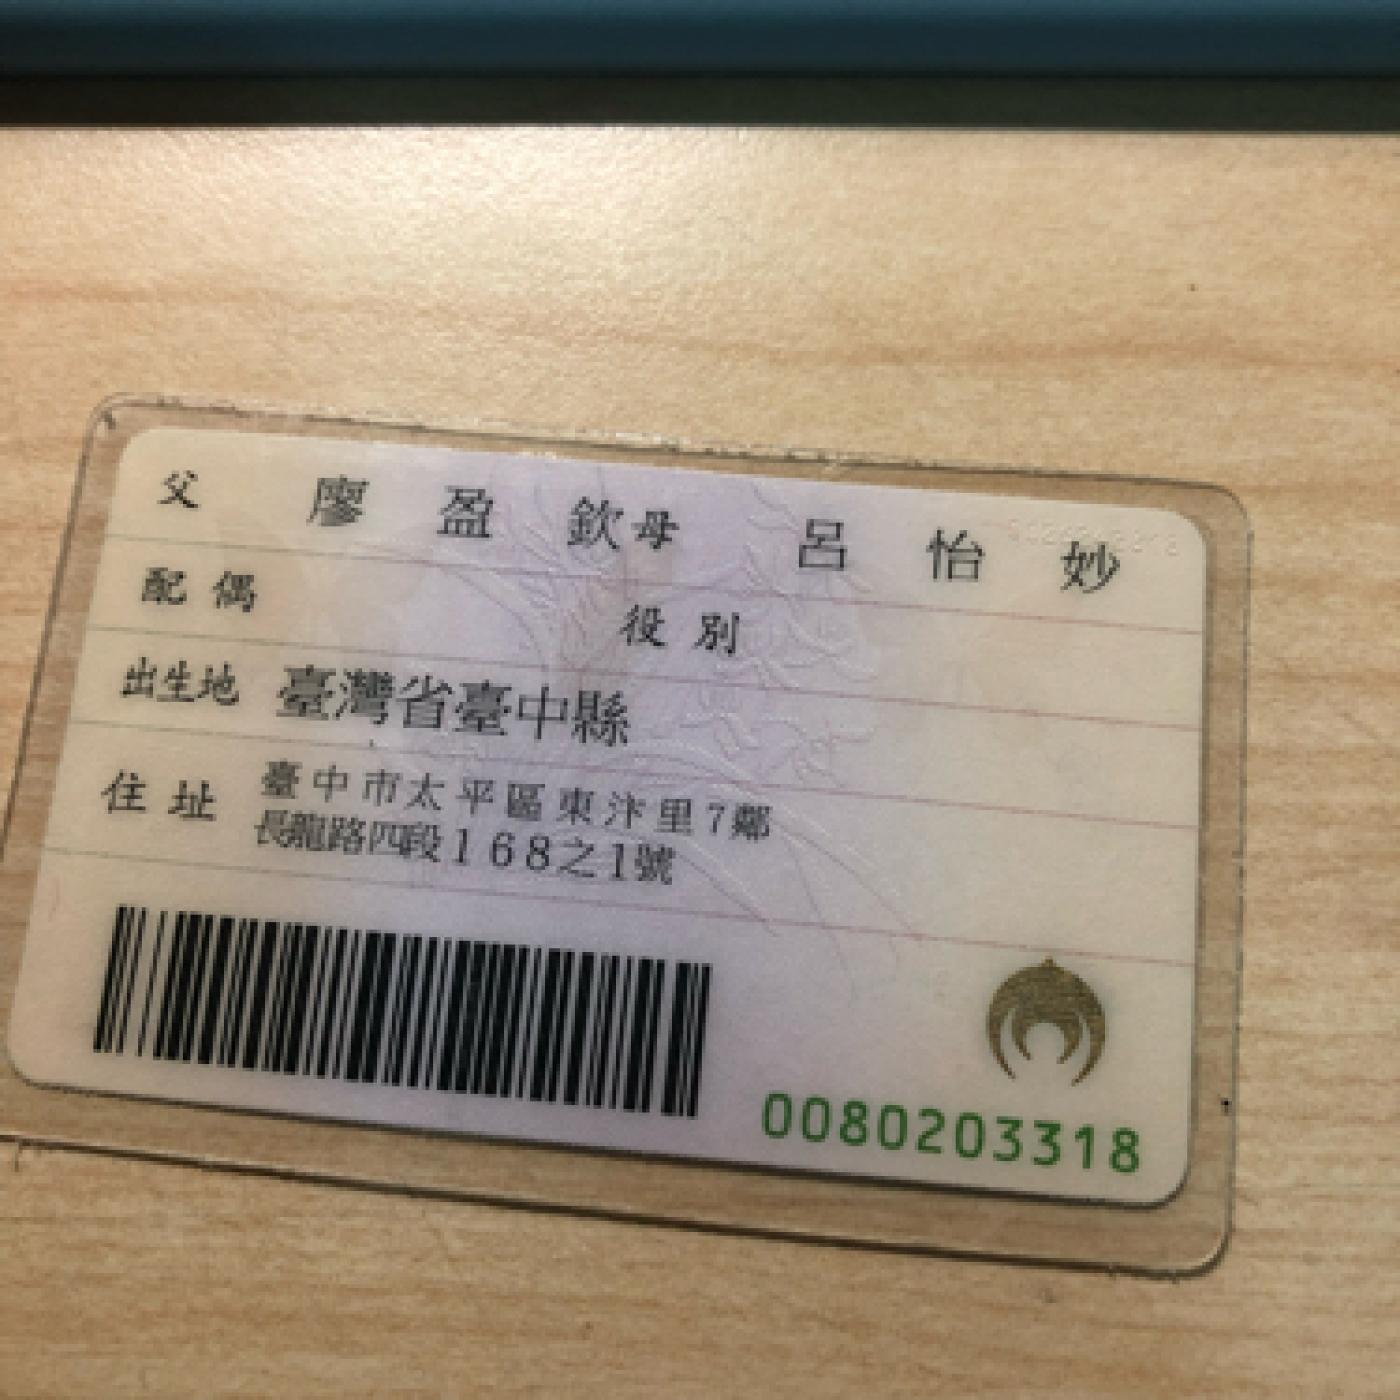 父 廖盈欽 母 呂怡妙
配偶 役別
出生地 臺灣省臺中縣
住址 臺中市太平區東汴里7鄰
長龍路四段168之1號
0080203318